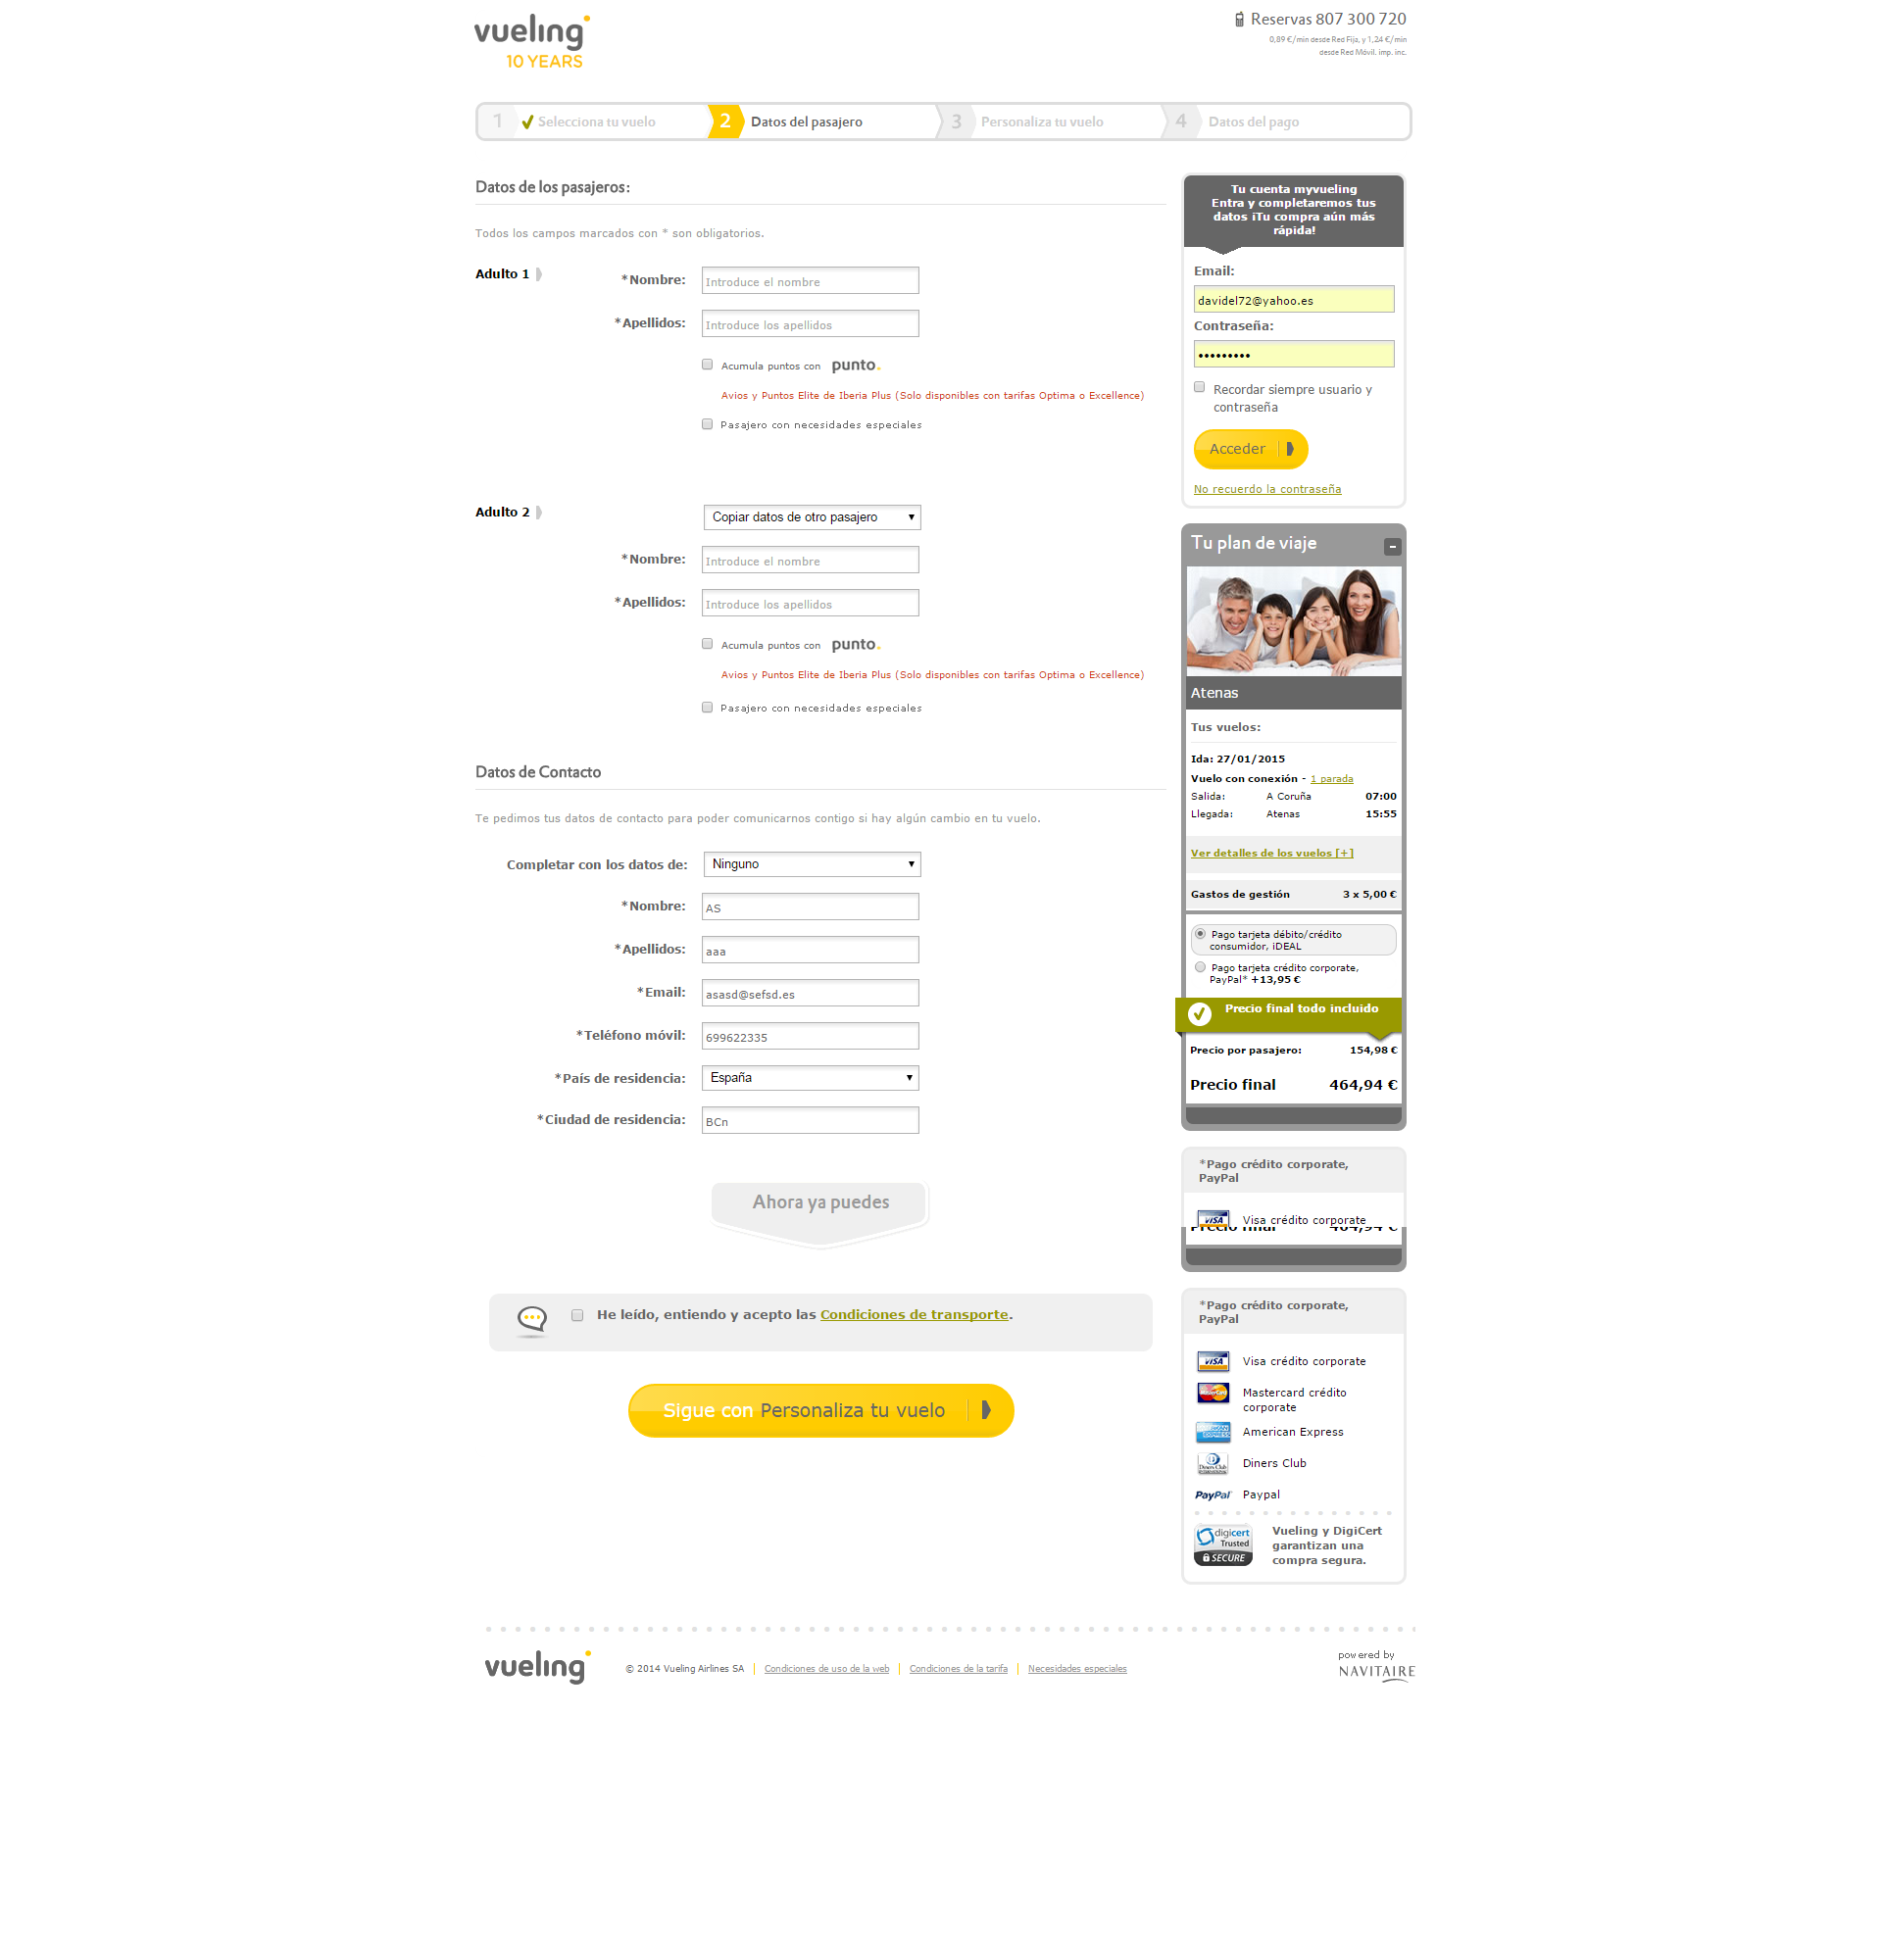 vueling
10 YEARS
Reservas 807 300 720
0,89 €/min desde Red Fija, y 1,24 €/min
desde Red Móvil. imp. inc.
1 Selecciona tu vuelo
2 Datos del pasajero
3 Personaliza tu vuelo
4 Datos del pago
Datos de los pasajeros:
Todos los campos marcados con * son obligatorios.
Adulto 1
*Nombre: Introduce el nombre
*Apellidos: Introduce los apellidos
Acumula puntos con punto.
Avios y Puntos Elite de Iberia Plus (Solo disponibles con tarifas Optima o Excellence)
Pasajero con necesidades especiales
Adulto 2
Copiar datos de otro pasajero
*Nombre: Introduce el nombre
*Apellidos: Introduce los apellidos
Acumula puntos con punto.
Avios y Puntos Elite de Iberia Plus (Solo disponibles con tarifas Optima o Excellence)
Pasajero con necesidades especiales
Datos de Contacto
Te pedimos tus datos de contacto para poder comunicarnos contigo si hay algún cambio en tu vuelo.
Completar con los datos de: Ninguno
*Nombre: AS
*Apellidos: aaa
*Email: asasd@sefsd.es
*Teléfono móvil: 699622335
*País de residencia: España
*Ciudad de residencia: BCn
Ahora ya puedes
He leído, entiendo y acepto las Condiciones de transporte.
Sigue con Personaliza tu vuelo
Tu cuenta myvueling
Entra y completaremos tus
datos ¡Tu compra aún más
rápida!
Email:
davidel72@yahoo.es
Contraseña:
•••••••••
Recordar siempre usuario y
contraseña
Acceder
No recuerdo la contraseña
Tu plan de viaje
-
Atenas
Tus vuelos:
Ida: 27/01/2015
Vuelo con conexión - 1 parada
Salida: A Coruña 07:00
Llegada: Atenas 15:55
Ver detalles de los vuelos [+]
Gastos de gestión 3 x 5,00 €
Pago tarjeta débito/crédito
consumidor, iDEAL
Pago tarjeta crédito corporate,
PayPal* +13,95 €
Precio final todo incluido
Precio por pasajero: 154,98 €
Precio final 464,94 €
*Pago crédito corporate,
PayPal
VISA Visa crédito corporate
Precio final 464,94 €
*Pago crédito corporate,
PayPal
VISA Visa crédito corporate
MasterCard Mastercard crédito
corporate
American Express
Diners Club
PayPal Paypal
digicert
Trusted
SECURE
Vueling y DigiCert
garantizan una
compra segura.
vueling
© 2014 Vueling Airlines SA | Condiciones de uso de la web | Condiciones de la tarifa | Necesidades especiales
powered by
NAVITAIRE